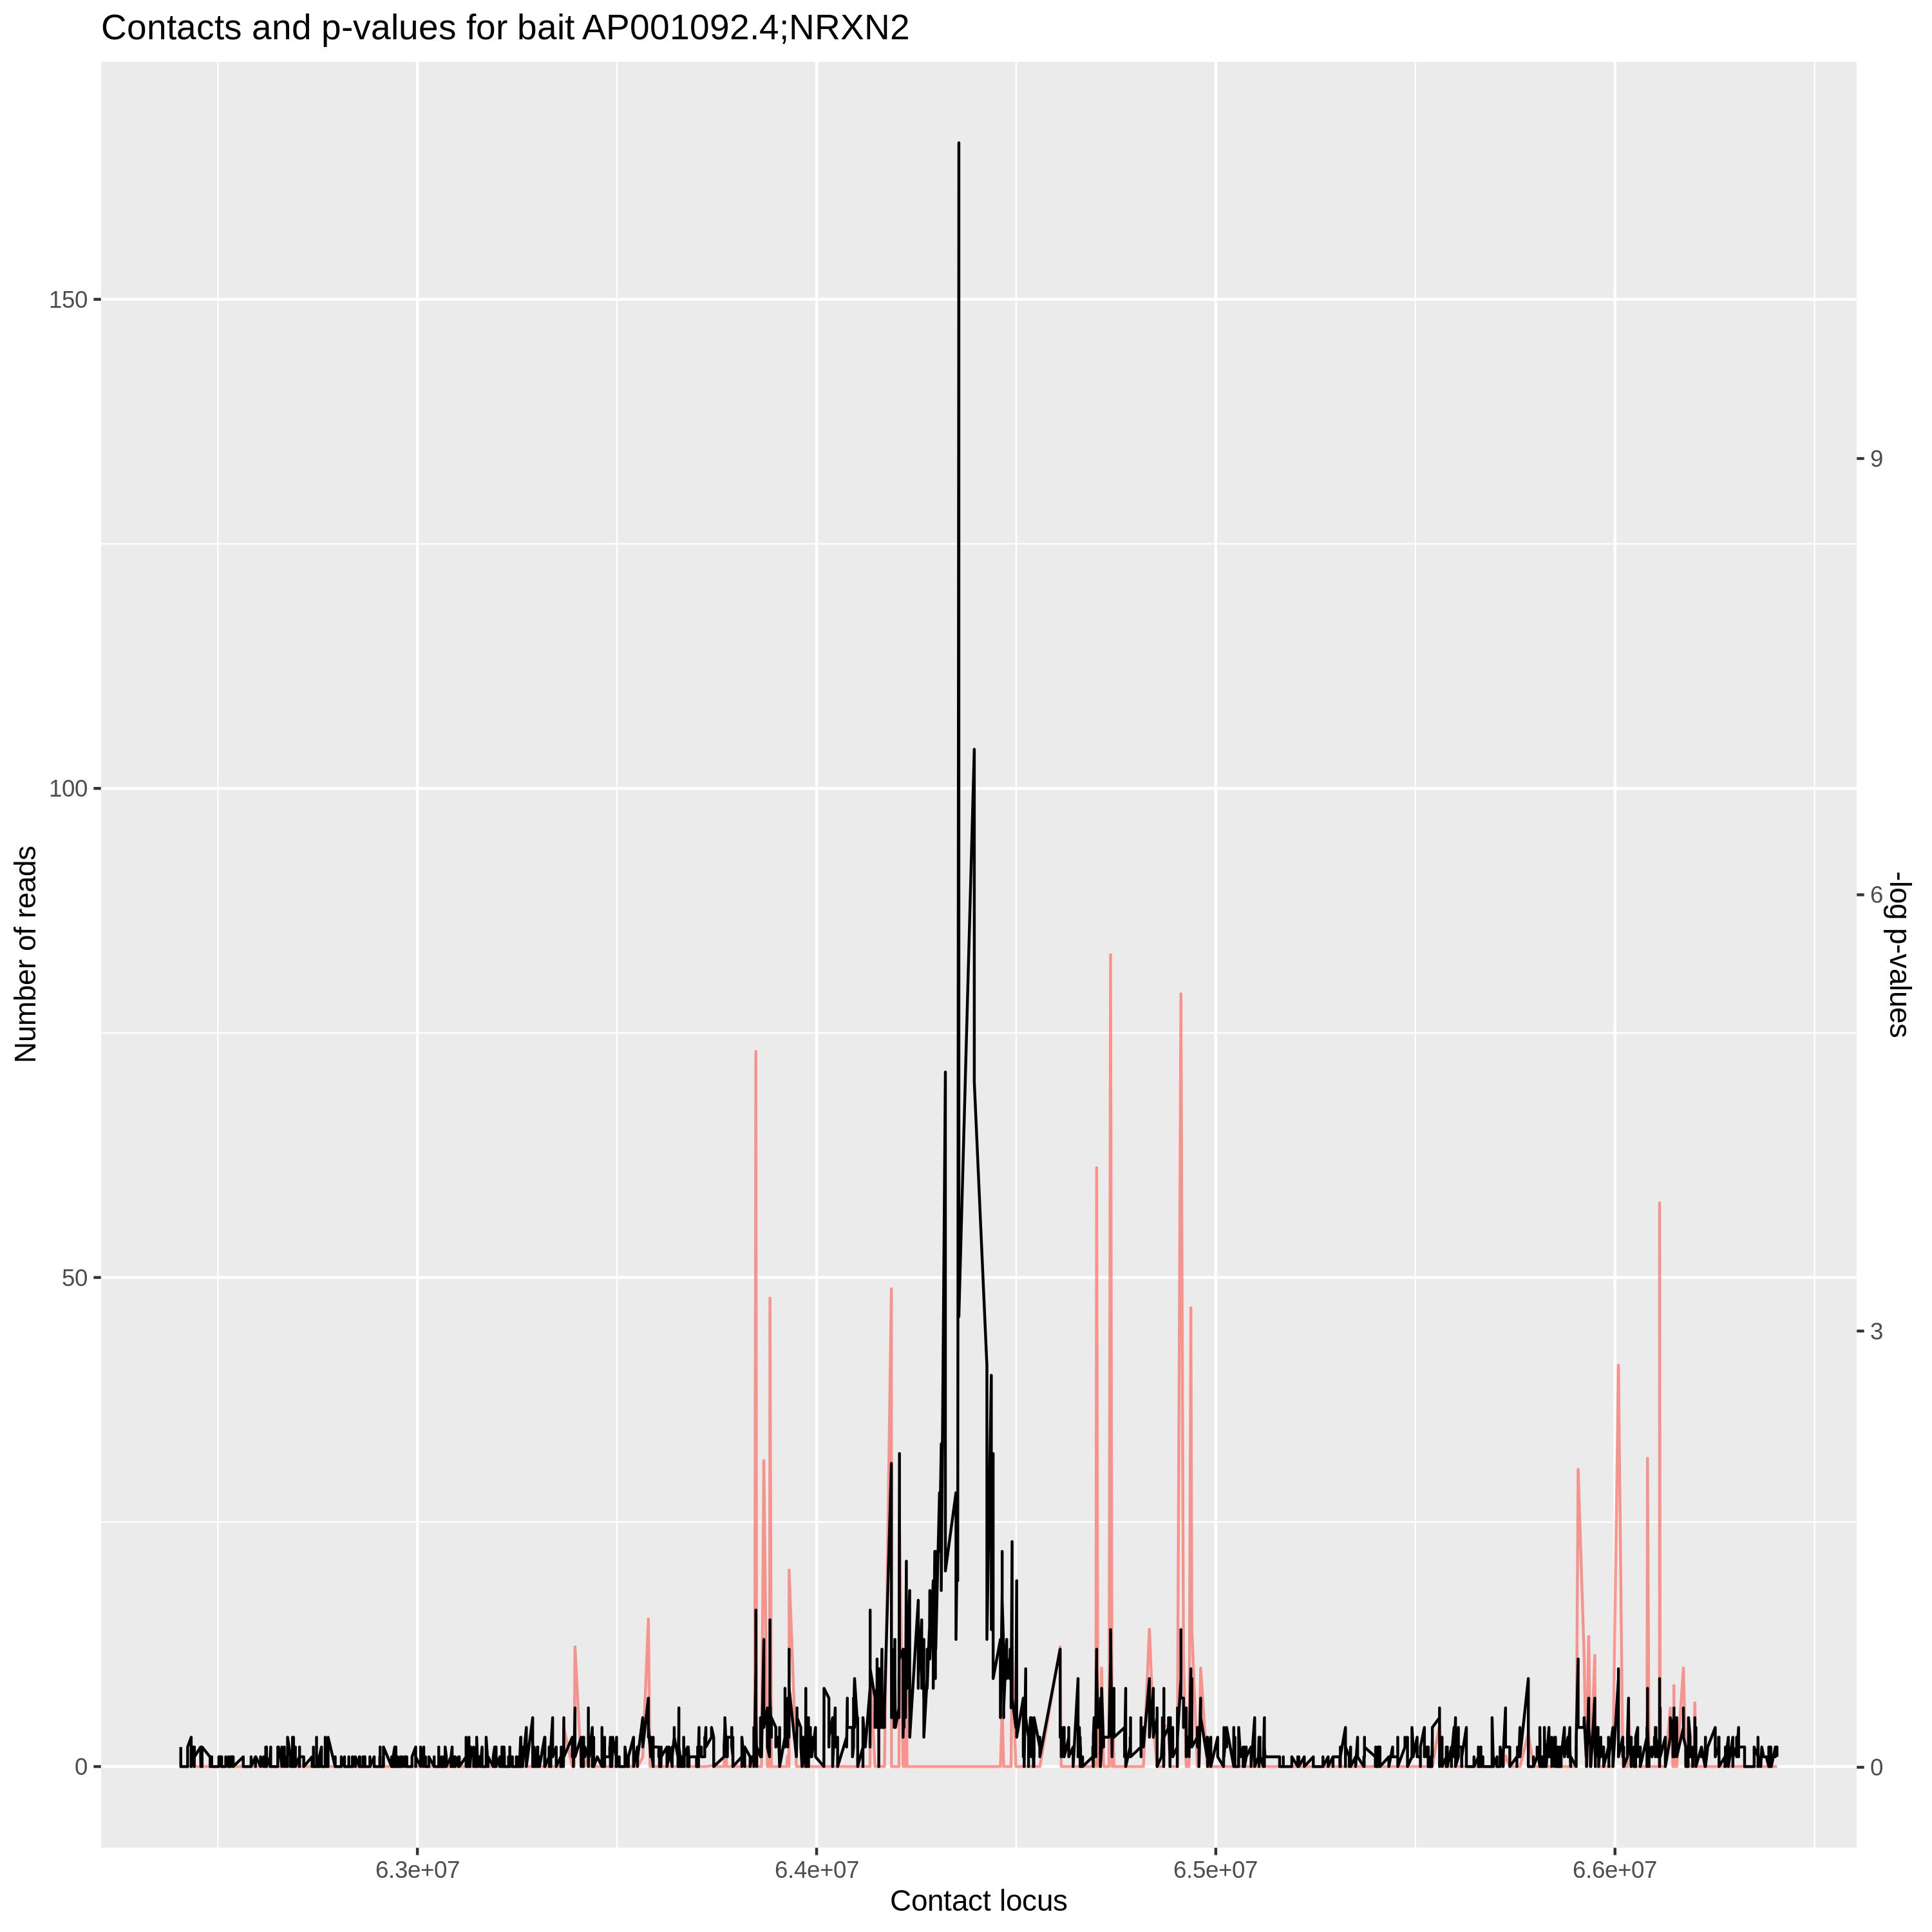 Contacts and p-values for bait AP001092.4;NRXN2
150
100
50
0
Number of reads
9
6
3
0
-log p-values
6.3e+07
6.4e+07
6.5e+07
6.6e+07
Contact locus